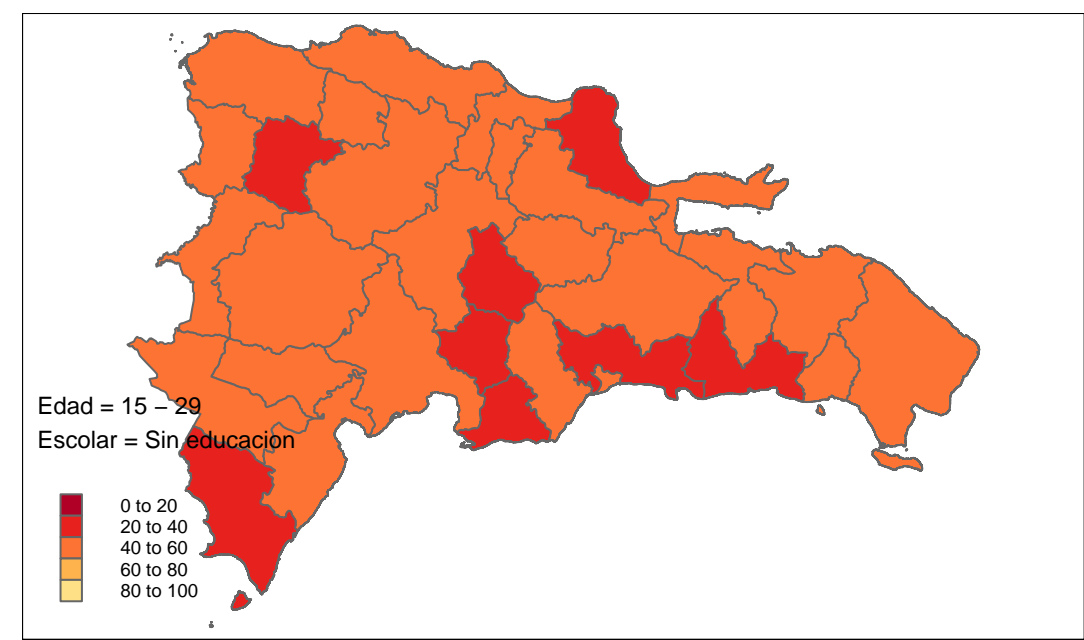 Edad = 15 – 29
Escolar = Sin educacion
0 to 20
20 to 40
40 to 60
60 to 80
80 to 100